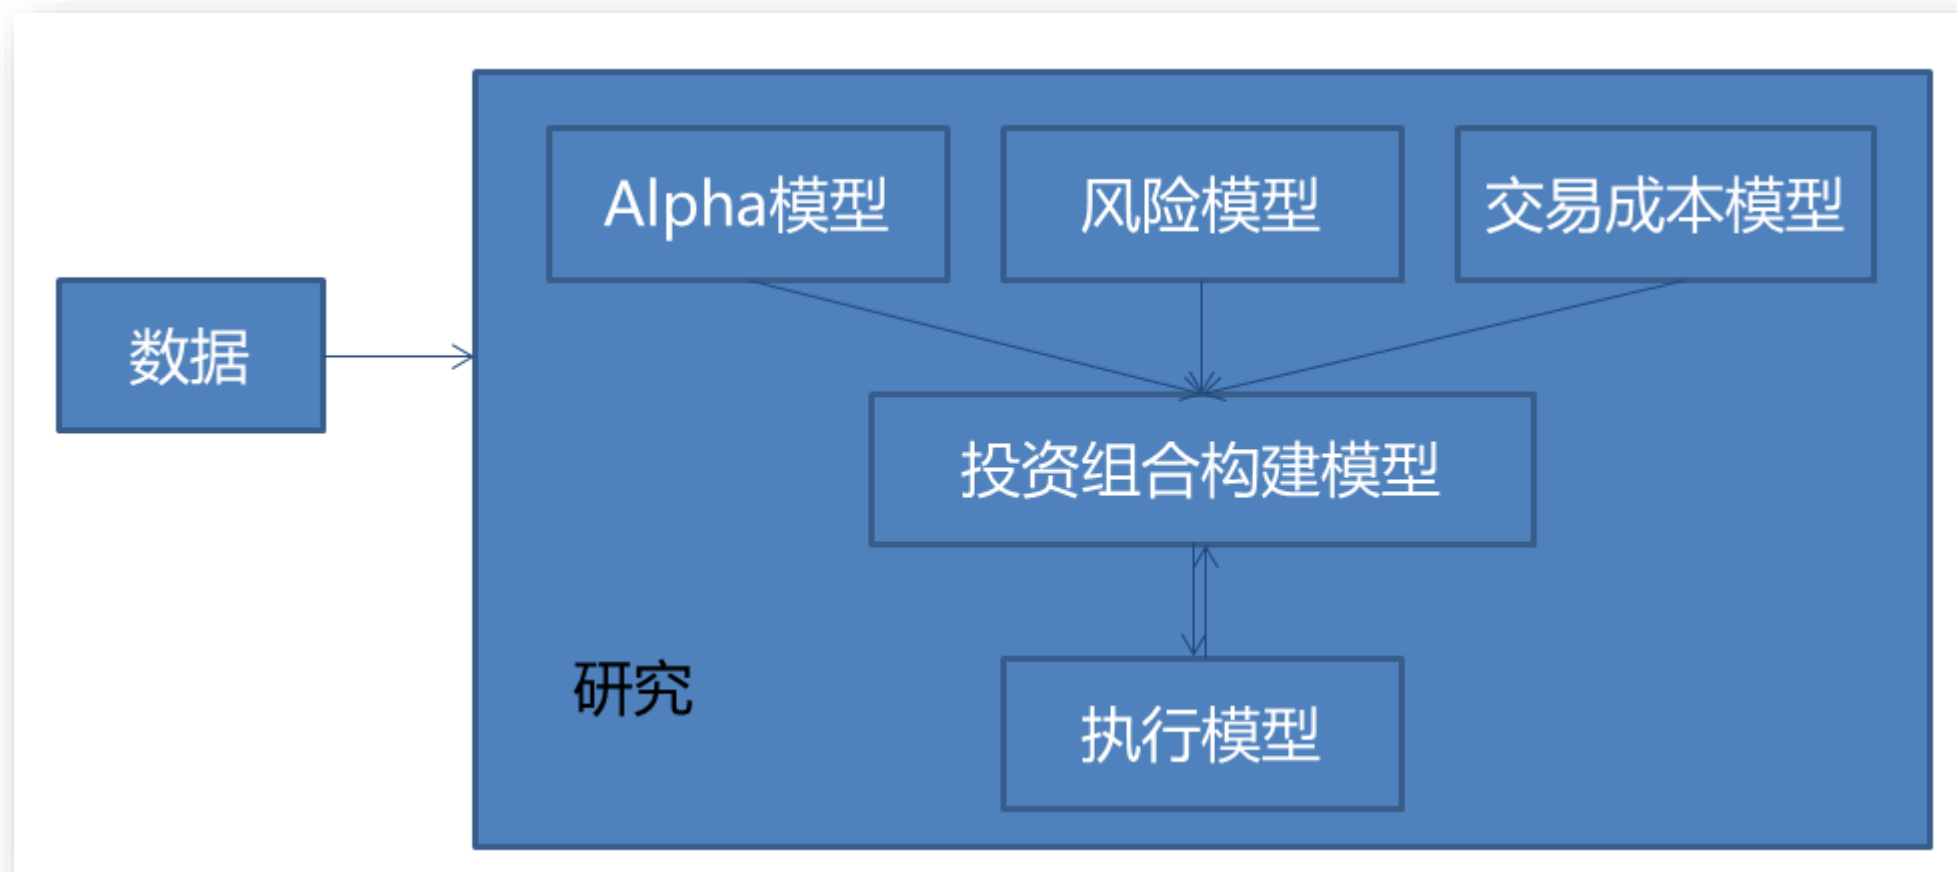 Alpha模型
风险模型
交易成本模型
数据
投资组合构建模型
研究
执行模型